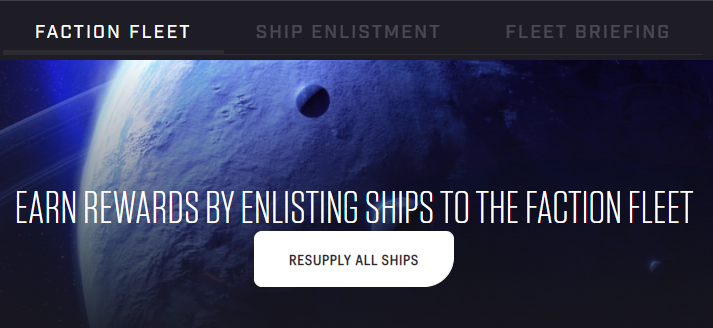 FACTION FLEET SHIP ENLISTMENT FLEET BRIEFING
EARN REWARDS BY ENLISTING SHIPS TO THE FACTION FLEET
RESUPPLY ALL SHIPS